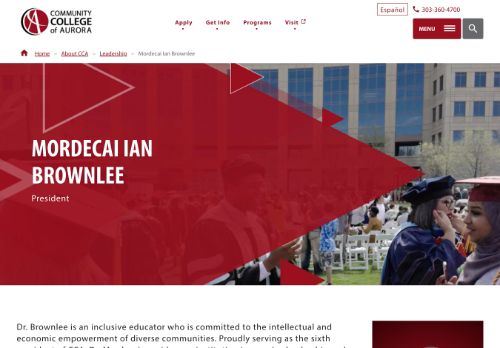 COMMUNITY
COLLEGE
of AURORA
Español
303-360-4700
Apply
Get Info
Programs
Visit
MENU
Home – About CCA – Leadership – Mordecai Ian Brownlee
MORDECAI IAN
BROWNLEE
President
Dr. Brownlee is an inclusive educator who is committed to the intellectual and
economic empowerment of diverse communities. Proudly serving as the sixth